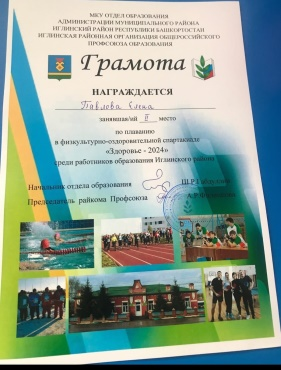 МКУ ОТДЕЛ ОБРАЗОВАНИЯ
АДМИНИСТРАЦИИ МУНИЦИПАЛЬНОГО РАЙОНА
ИГЛИНСКИЙ РАЙОН РЕСПУБЛИКИ БАШКОРТОСТАН
ИГЛИНСКАЯ РАЙОННАЯ ОРГАНИЗАЦИЯ ОБЩЕРОССИЙСКОГО
ПРОФСОЮЗА ОБРАЗОВАНИЯ
Грамота
НАГРАЖДАЕТСЯ
Павлова Елена
занявшая/ий II место
по плаванию
в физкультурно-оздоровительной спартакиаде
«Здоровье - 2024»
среди работников образования Иглинского района
Начальник отдела образования
Председатель райкома Профсоюза